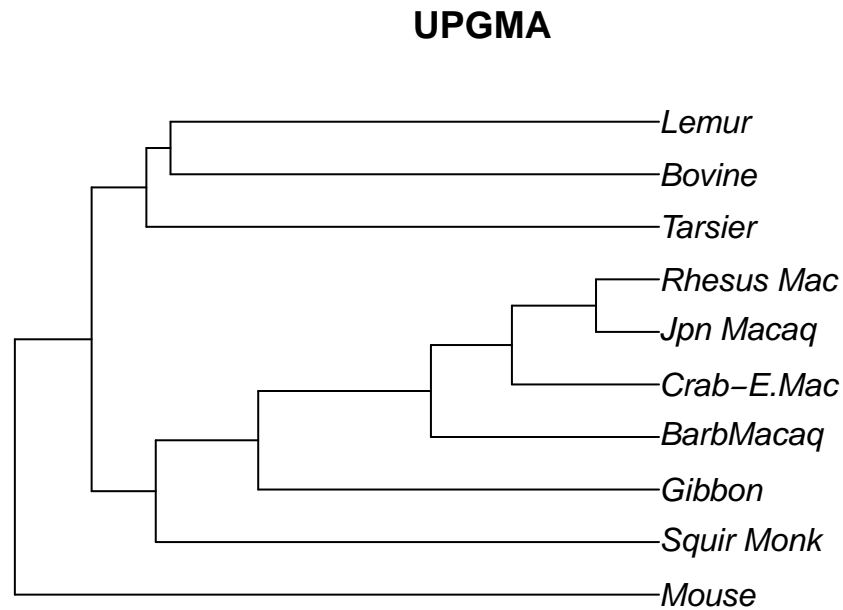 UPGMA
Lemur
Bovine
Tarsier
Rhesus Mac
Jpn Macaq
Crab−E.Mac
BarbMacaq
Gibbon
Squir Monk
Mouse